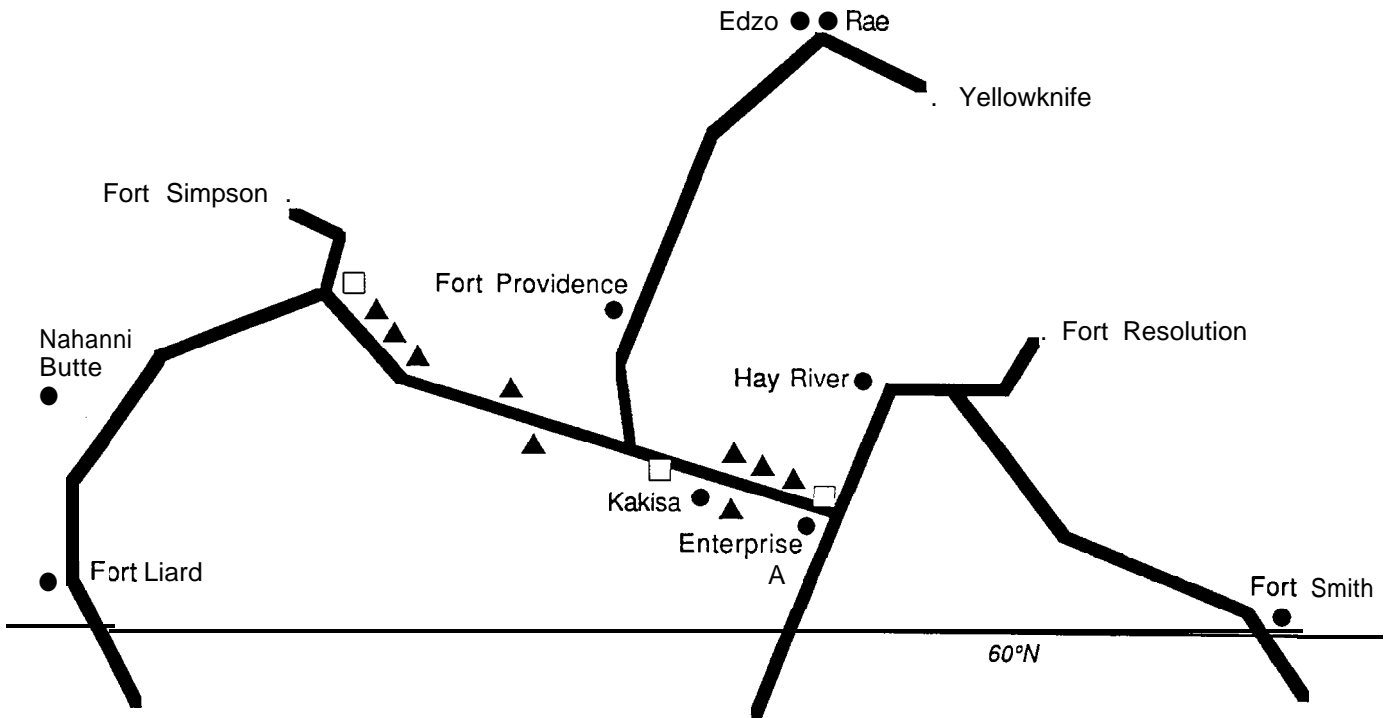 Edzo
Rae
. Yellowknife
Fort Simpson .
Fort Providence
Nahanni
Butte
. Fort Resolution
Hay River
Kakisa
Enterprise
A
Fort Liard
Fort Smith
60°N